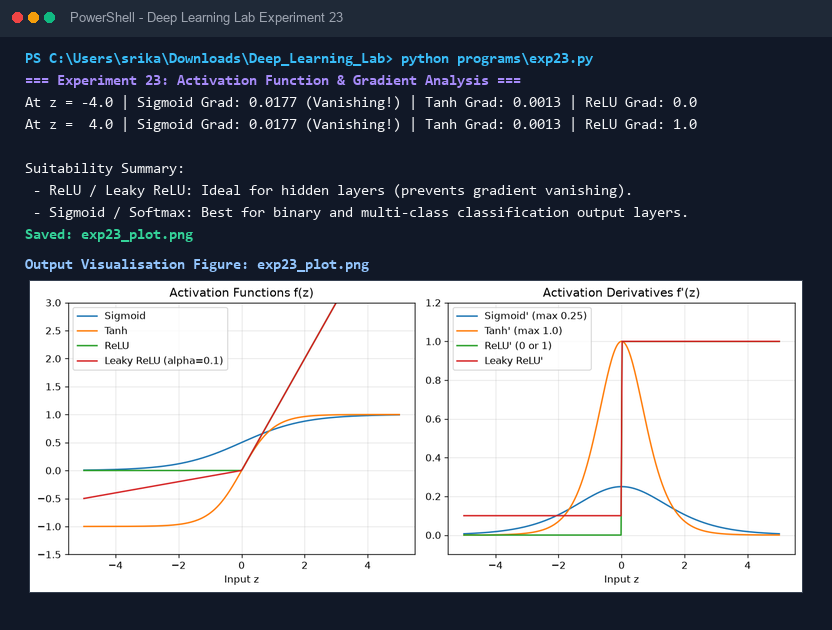 PowerShell - Deep Learning Lab Experiment 23
PS C:\Users\srika\Downloads\Deep_Learning_Lab> python programs\exp23.py
=== Experiment 23: Activation Function & Gradient Analysis ===
At z = -4.0 | Sigmoid Grad: 0.0177 (Vanishing!) | Tanh Grad: 0.0013 | ReLU Grad: 0.0
At z =  4.0 | Sigmoid Grad: 0.0177 (Vanishing!) | Tanh Grad: 0.0013 | ReLU Grad: 1.0
Suitability Summary:
- ReLU / Leaky ReLU: Ideal for hidden layers (prevents gradient vanishing).
- Sigmoid / Softmax: Best for binary and multi-class classification output layers.
Saved: exp23_plot.png
Output Visualisation Figure: exp23_plot.png
Activation Functions f(z)
3.0
2.5
2.0
1.5
1.0
0.5
0.0
−0.5
−1.0
−1.5
Sigmoid
Tanh
ReLU
Leaky ReLU (alpha=0.1)
−4 −2 0 2 4
Input z
Activation Derivatives f'(z)
1.2
1.0
0.8
0.6
0.4
0.2
0.0
Sigmoid' (max 0.25)
Tanh' (max 1.0)
ReLU' (0 or 1)
Leaky ReLU'
−4 −2 0 2 4
Input z